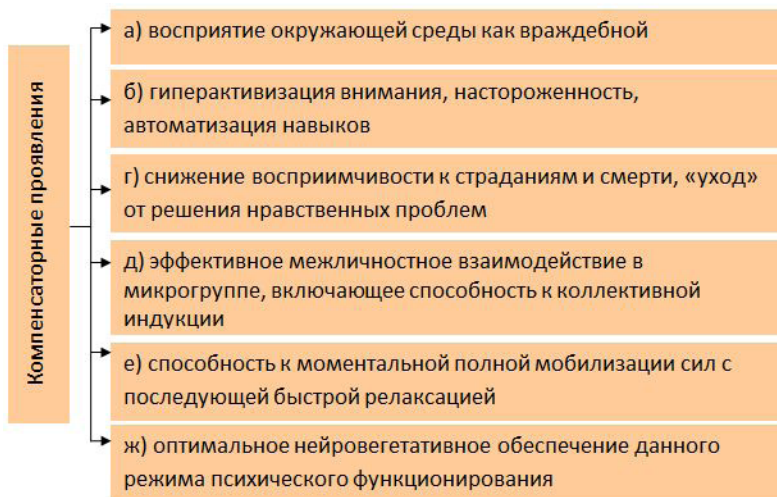 Компенсаторные проявления
а) восприятие окружающей среды как враждебной
б) гиперактивизация внимания, настороженность,
автоматизация навыков
г) снижение восприимчивости к страданиям и смерти, «уход»
от решения нравственных проблем
д) эффективное межличностное взаимодействие в
микрогруппе, включающее способность к коллективной
индукции
е) способность к моментальной полной мобилизации сил с
последующей быстрой релаксацией
ж) оптимальное нейровегетативное обеспечение данного
режима психического функционирования